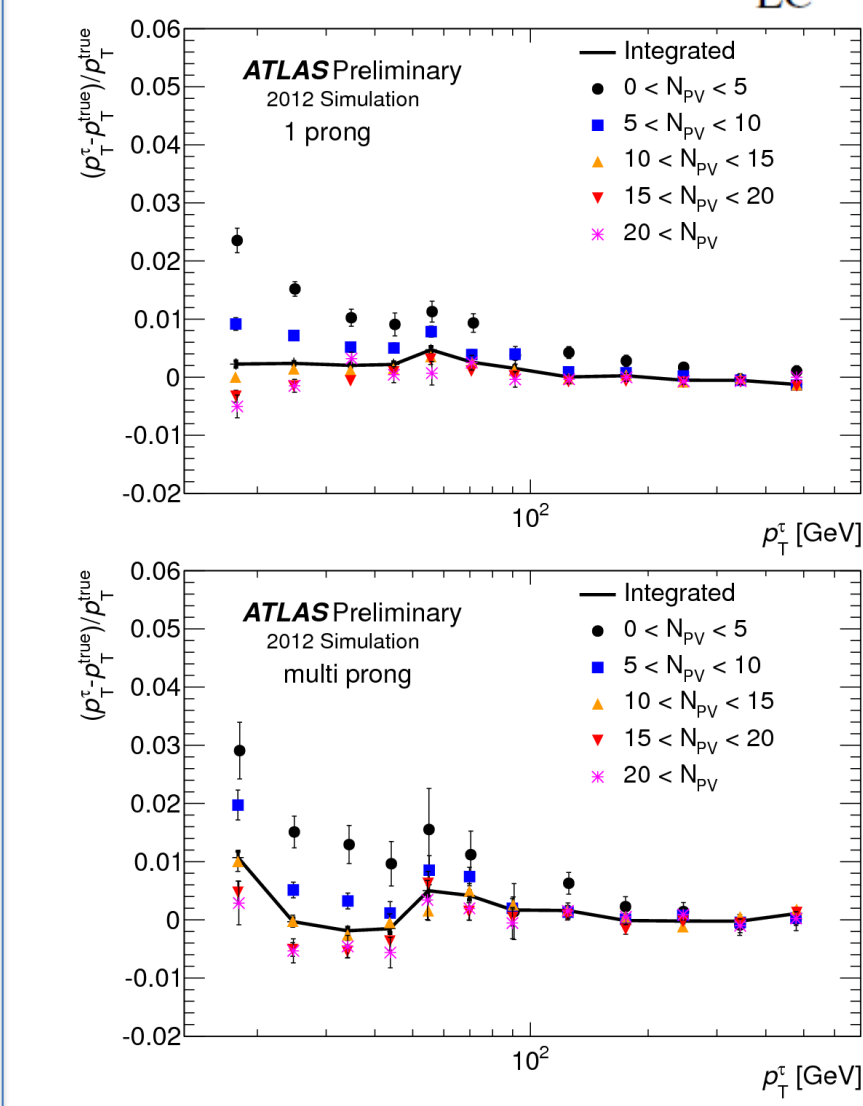 LC
0.06
0.05
0.04
0.03
0.02
0.01
0
-0.01
-0.02
(p_T^τ-p_T^true)/p_T^true
ATLAS Preliminary
2012 Simulation
1 prong
Integrated
0 < N_PV < 5
5 < N_PV < 10
10 < N_PV < 15
15 < N_PV < 20
20 < N_PV
10^2
p_T^τ [GeV]
0.06
0.05
0.04
0.03
0.02
0.01
0
-0.01
-0.02
(p_T^τ-p_T^true)/p_T^true
ATLAS Preliminary
2012 Simulation
multi prong
Integrated
0 < N_PV < 5
5 < N_PV < 10
10 < N_PV < 15
15 < N_PV < 20
20 < N_PV
10^2
p_T^τ [GeV]